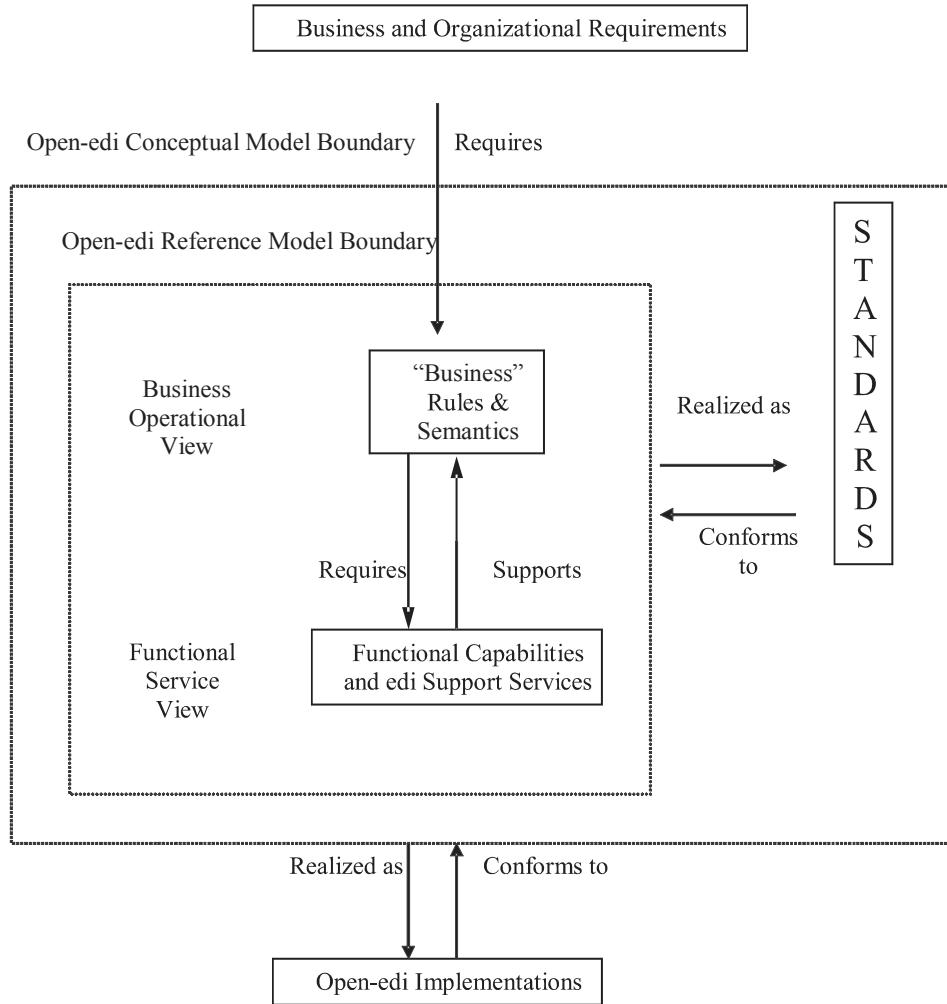 Business and Organizational Requirements
Open-edi Conceptual Model Boundary
Requires
Open-edi Reference Model Boundary
S
T
A
N
D
A
R
D
S
Business
Operational
View
“Business”
Rules &
Semantics
Realized as
Conforms
to
Requires
Supports
Functional
Service
View
Functional Capabilities
and edi Support Services
Realized as
Conforms to
Open-edi Implementations